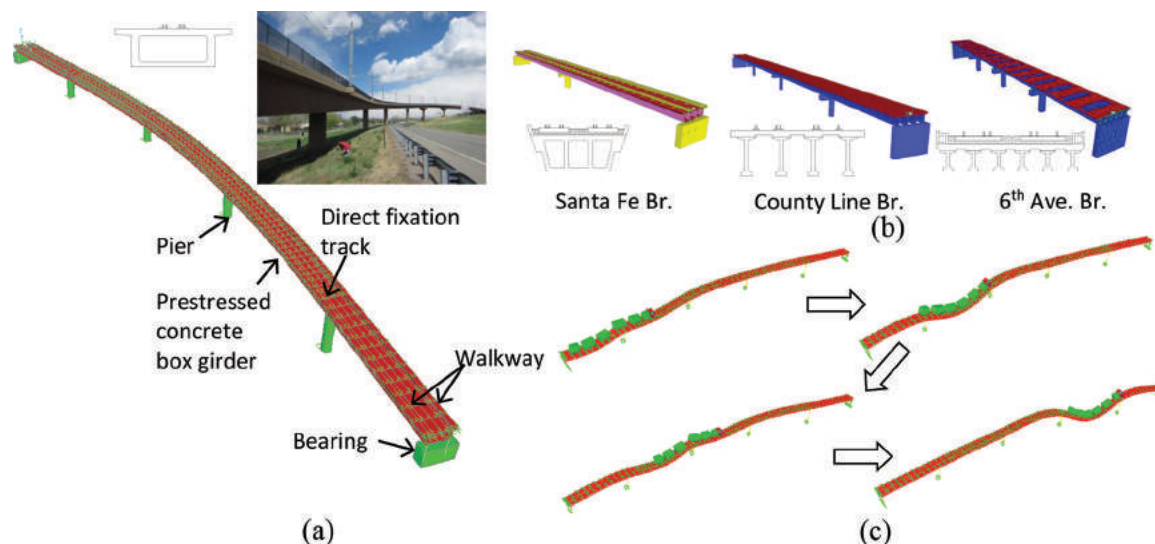 Pier
Direct fixation
track
Prestressed
concrete
box girder
Walkway
Bearing
(a)
Santa Fe Br.
County Line Br.
6th Ave. Br.
(b)
(c)